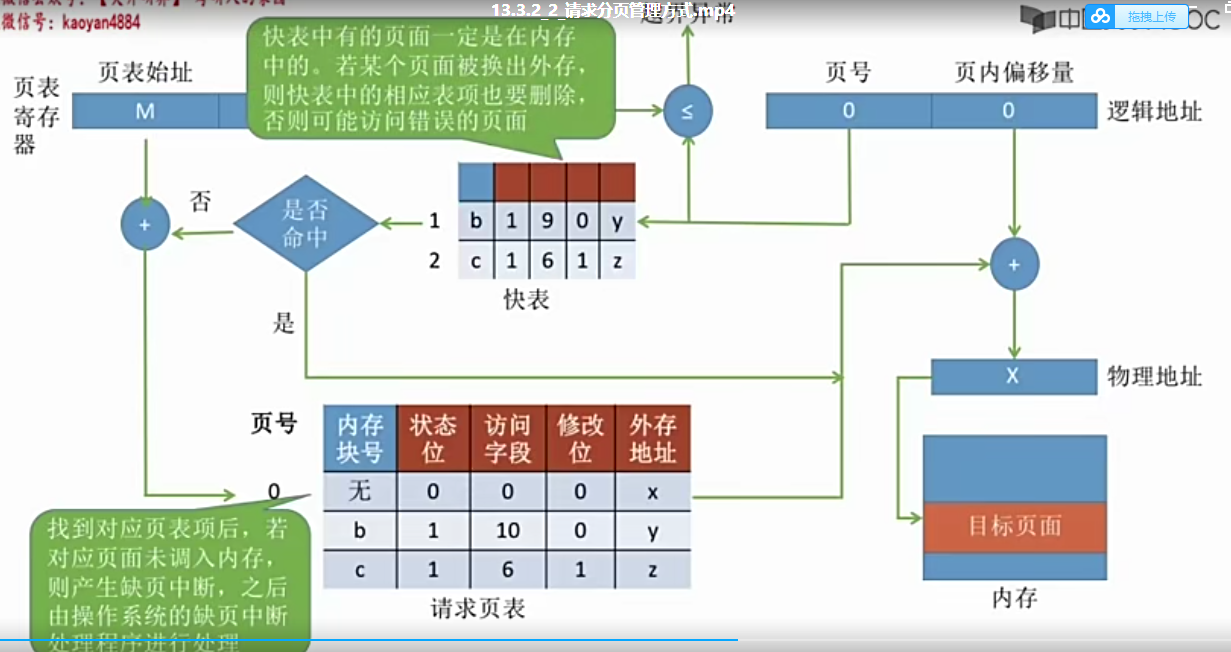 13.3.2_2_请求分页管理方式.mp4
微信号：kaoyan4884
拖拽上传
快表中有的页面一定是在内存
中的。若某个页面被换出外存，
则快表中的相应表项也要删除，
否则可能访问错误的页面
页表始址
页号 页内偏移量
页表
寄存
器
M
≤
0 0
逻辑地址
否
是否
命中
+
1 b 1 9 0 y
2 c 1 6 1 z
快表
+
是
X
物理地址
页号
内存
块号
状态
位
访问
字段
修改
位
外存
地址
0 无 0 0 0 x
b 1 10 0 y
c 1 6 1 z
请求页表
目标页面
内存
找到对应页表项后，若
对应页面未调入内存，
则产生缺页中断，之后
由操作系统的缺页中断
处理程序进行处理